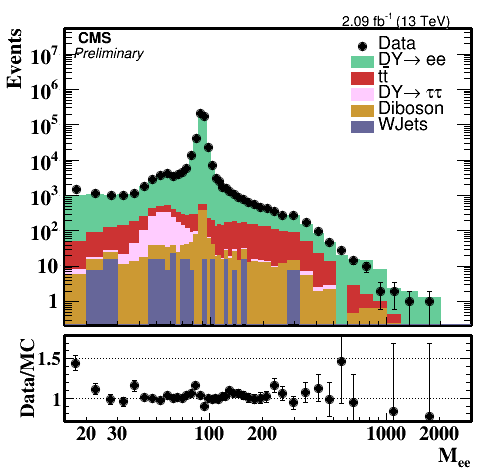 2.09 fb⁻¹ (13 TeV)
CMS
Preliminary
Events
Data
DY→ ee
tt̄
DY→ ττ
Diboson
WJets
10⁷
10⁶
10⁵
10⁴
10³
10²
10
1
Data/MC
1.5
1
20 30 100 200 1000 2000
Mee